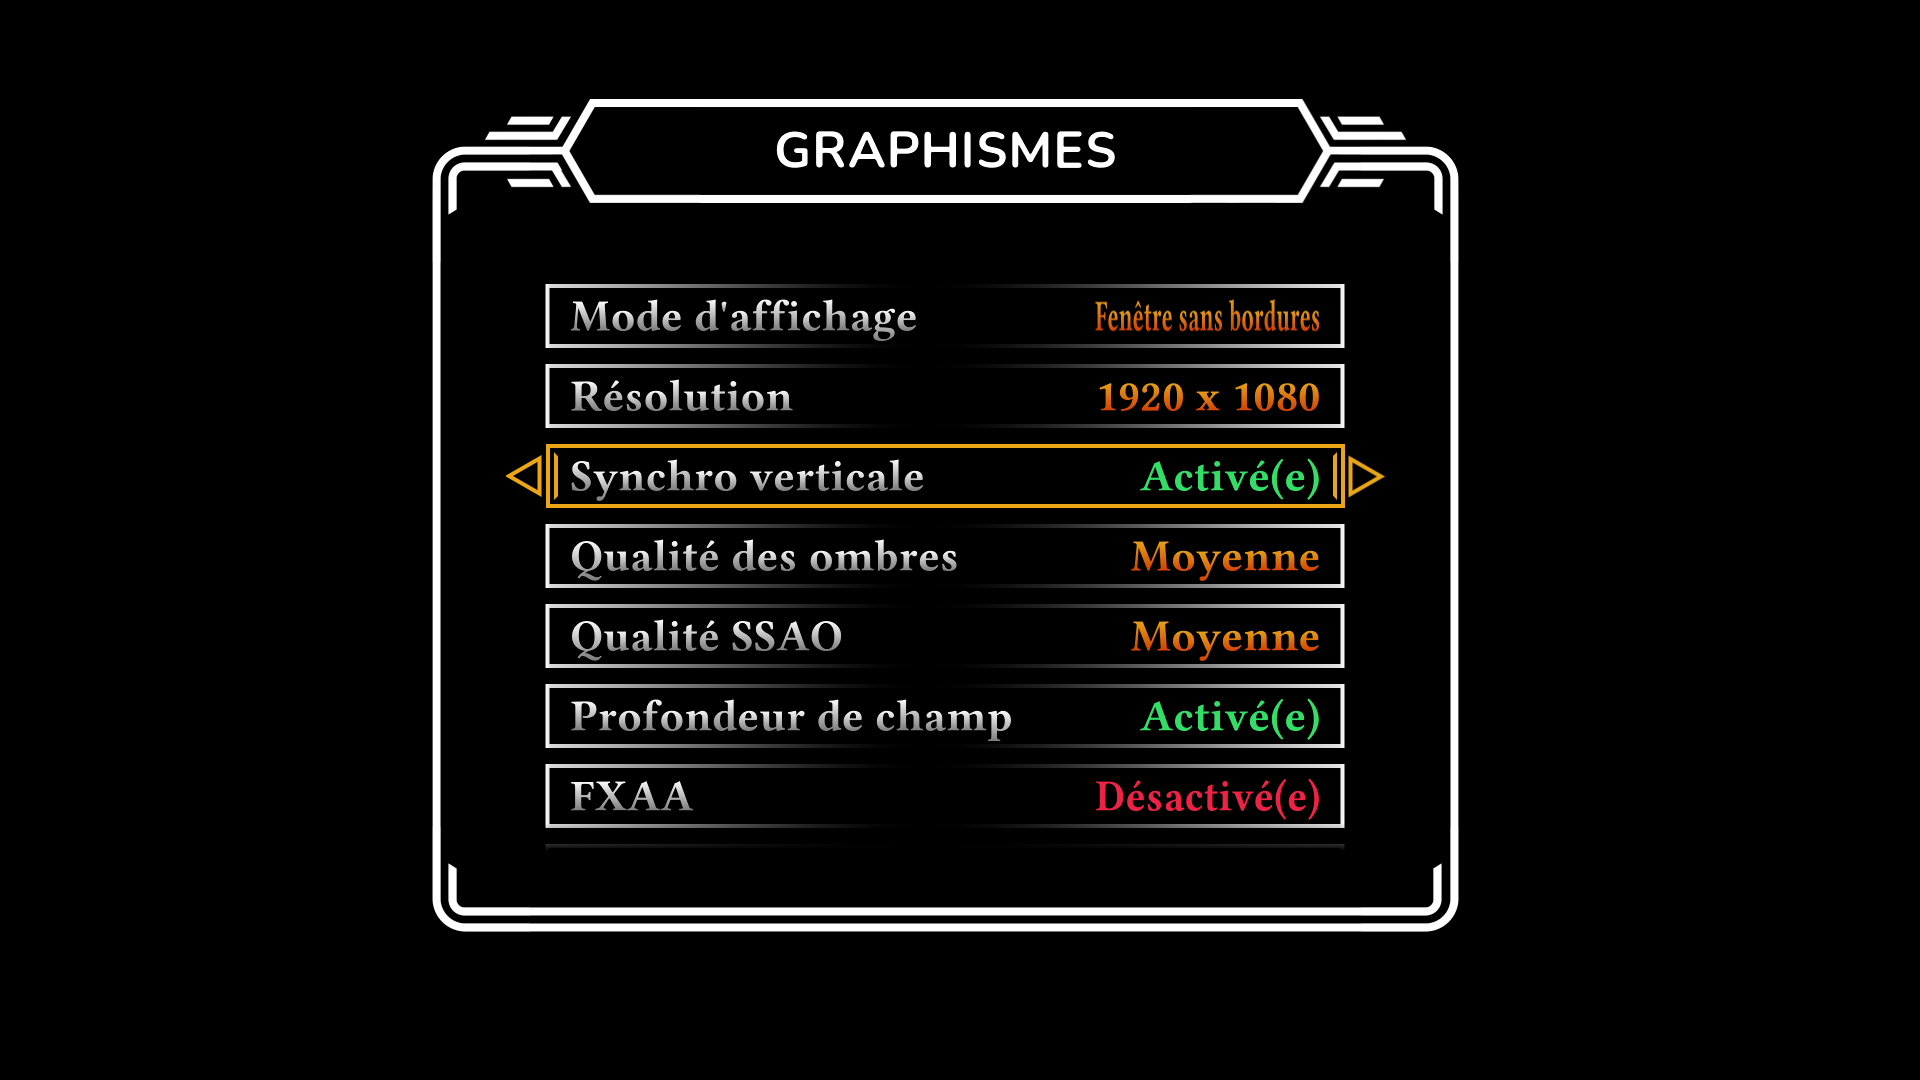 GRAPHISMES
Mode d'affichage Fenêtre sans bordures
Résolution 1920 x 1080
Synchro verticale Activé(e)
Qualité des ombres Moyenne
Qualité SSAO Moyenne
Profondeur de champ Activé(e)
FXAA Désactivé(e)